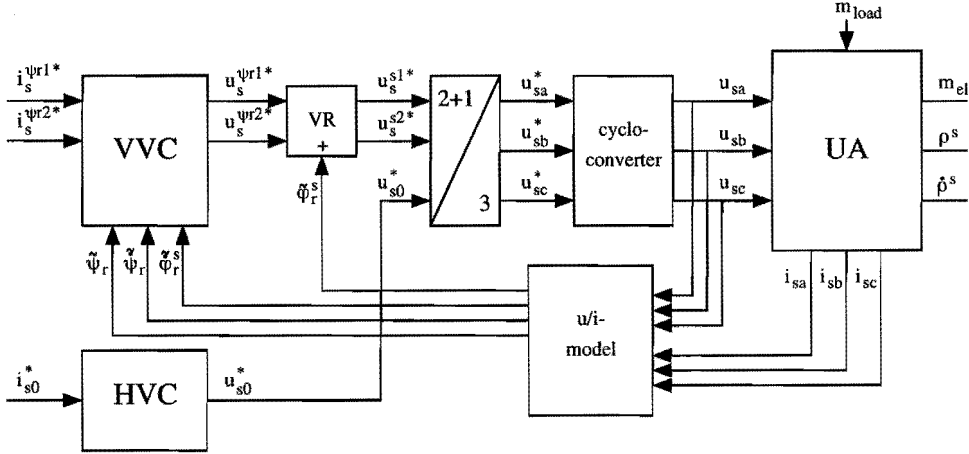 m_load
i_s^ψr1*
i_s^ψr2*
VVC
u_s^ψr1*
u_s^ψr2*
VR
+
u_s^s1*
u_s^s2*
u_s0^*
2+1
3
u_sa^*
u_sb^*
u_sc^*
cyclo-
converter
u_sa
u_sb
u_sc
UA
m_el
ρ^s
ρ̇^s
φ̃_r^s
ψ̃_r
i_sa
i_sb
i_sc
u/i-
model
i_s0^*
HVC
u_s0^*